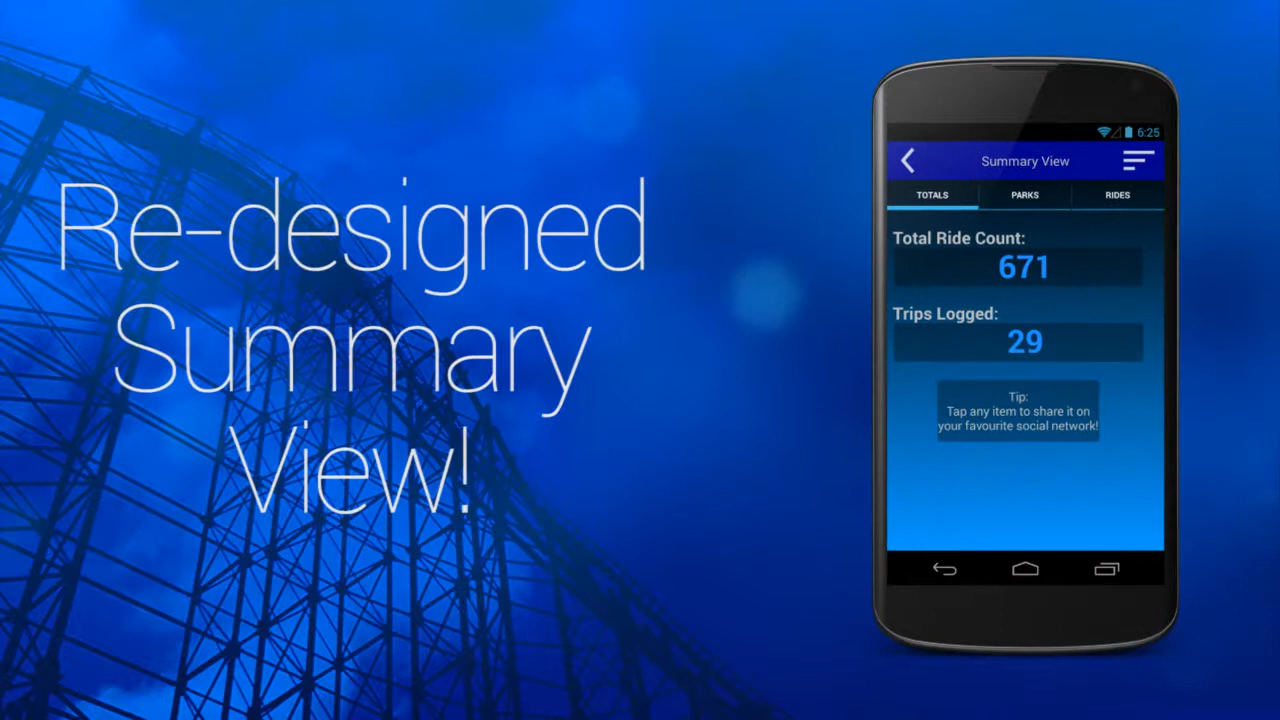 Re-designed
Summary
View!
6:25
Summary View
TOTALS
PARKS
RIDES
Total Ride Count:
671
Trips Logged:
29
Tip:
Tap any item to share it on
your favourite social network!